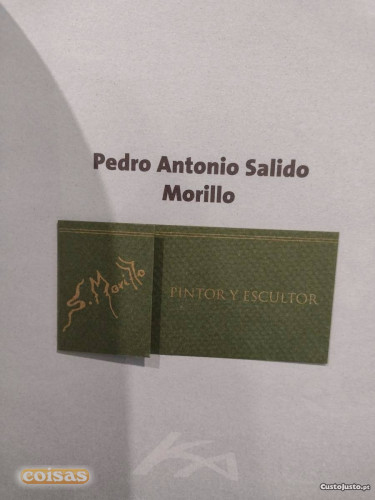 Pedro Antonio Salido
Morillo
S. Morillo
PINTOR Y ESCULTOR
coisas
CustoJusto.pt